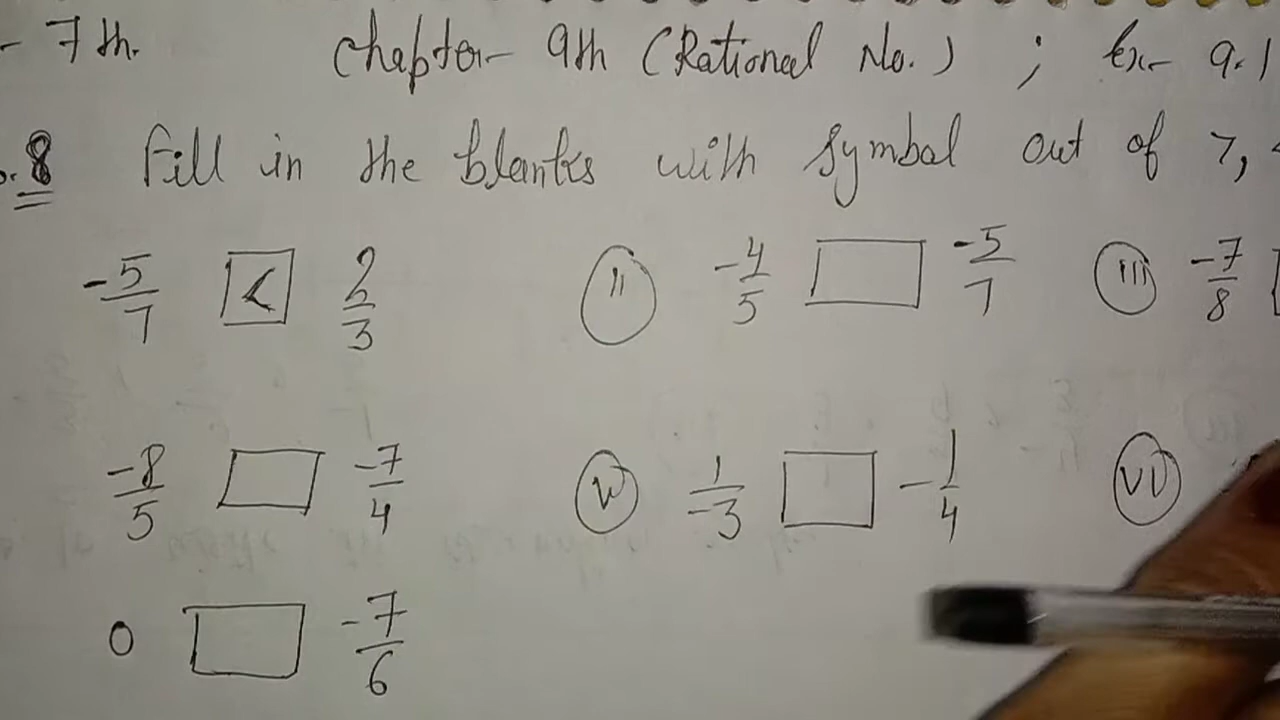 - 7th. Chapter- 9th (Rational No.) ; Ex- 9.1
8 Fill in the blanks with symbol out of >,
-5/7 < 2/3 (ii) -4/5 □ -5/7 (iii) -7/8
-8/5 □ -7/4 (v) 1/-3 □ -1/4 (vi)
0 □ -7/6